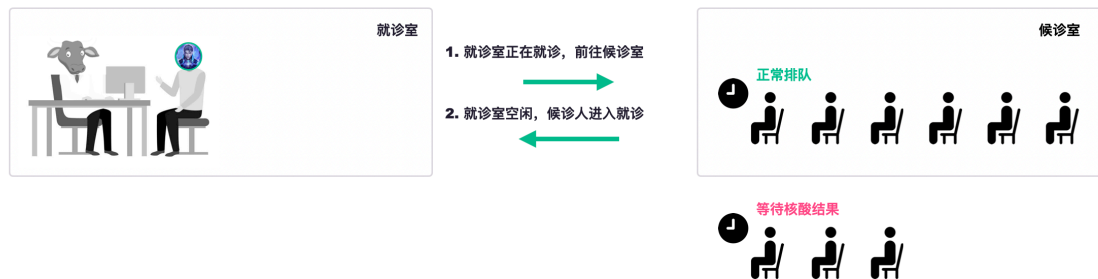 就诊室
1. 就诊室正在就诊，前往候诊室
2. 就诊室空闲，候诊人进入就诊
候诊室
正常排队
等待核酸结果